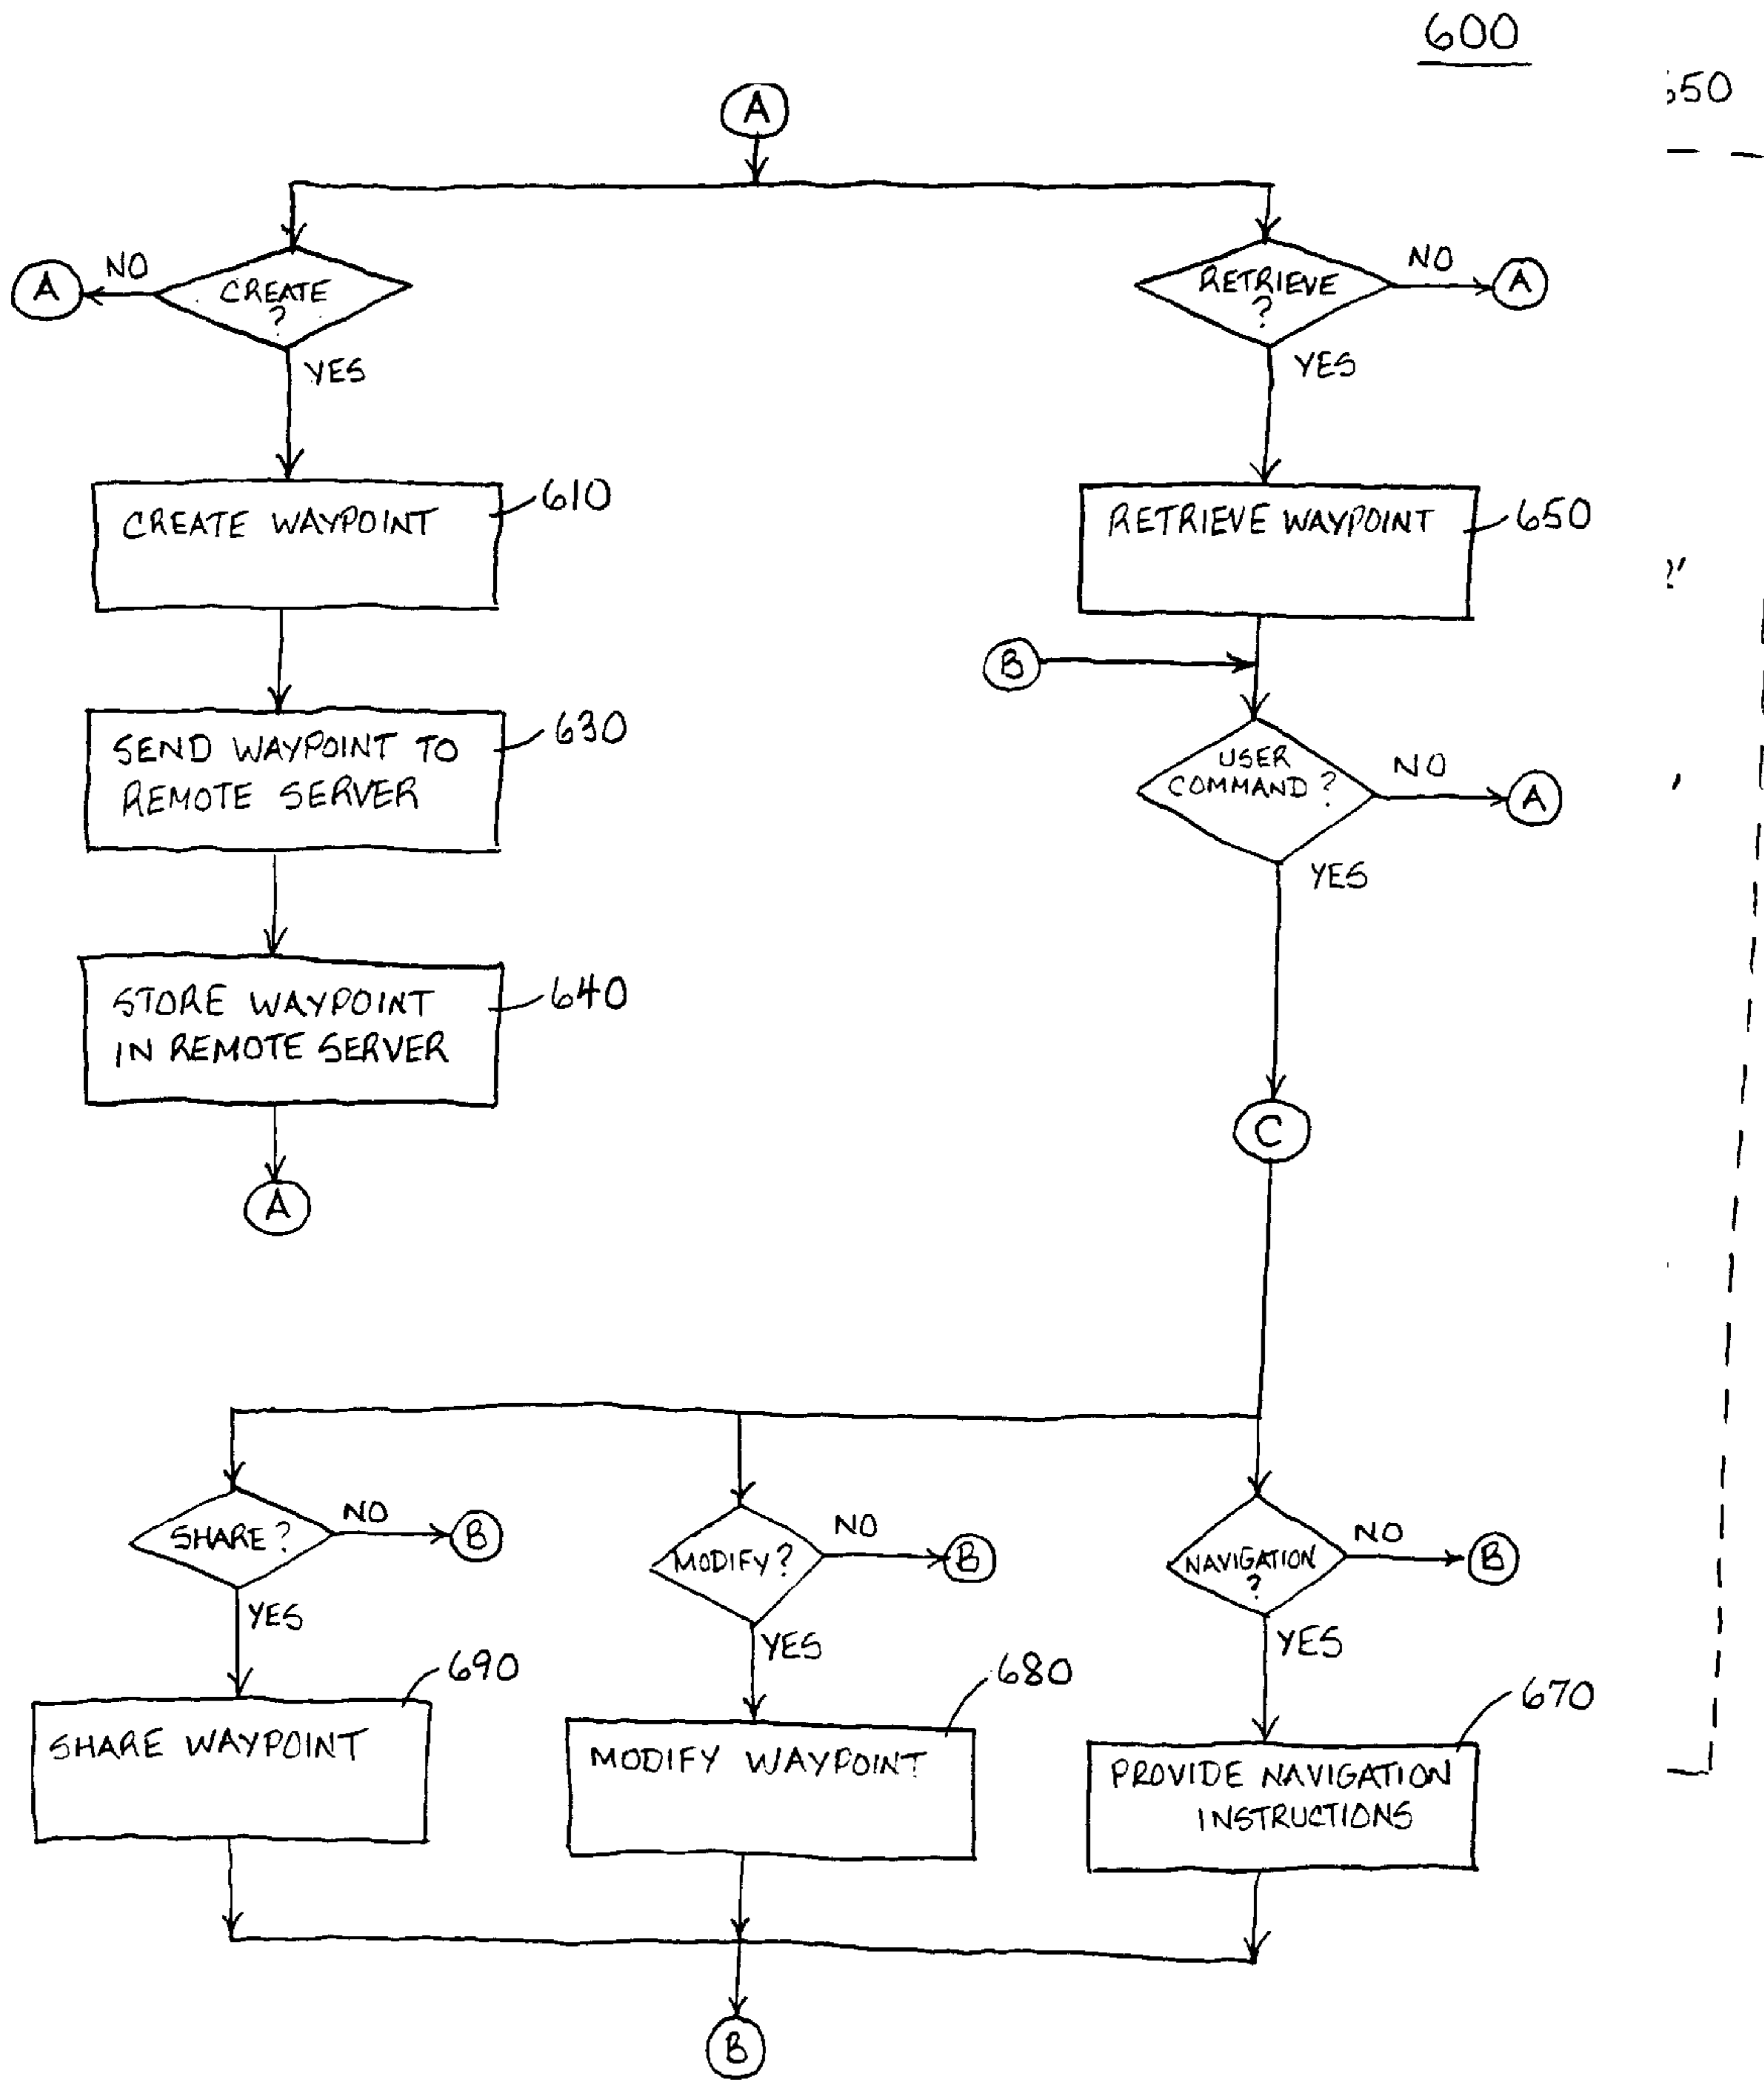 600
50
A
NO
A
CREATE
?
YES
RETRIEVE
?
NO
A
YES
610
CREATE WAYPOINT
650
RETRIEVE WAYPOINT
B
630
SEND WAYPOINT TO
REMOTE SERVER
USER
COMMAND?
NO
A
YES
640
STORE WAYPOINT
IN REMOTE SERVER
A
C
SHARE?
NO
B
YES
MODIFY?
NO
B
YES
NAVIGATION
?
NO
B
YES
690
SHARE WAYPOINT
680
MODIFY WAYPOINT
670
PROVIDE NAVIGATION
INSTRUCTIONS
B